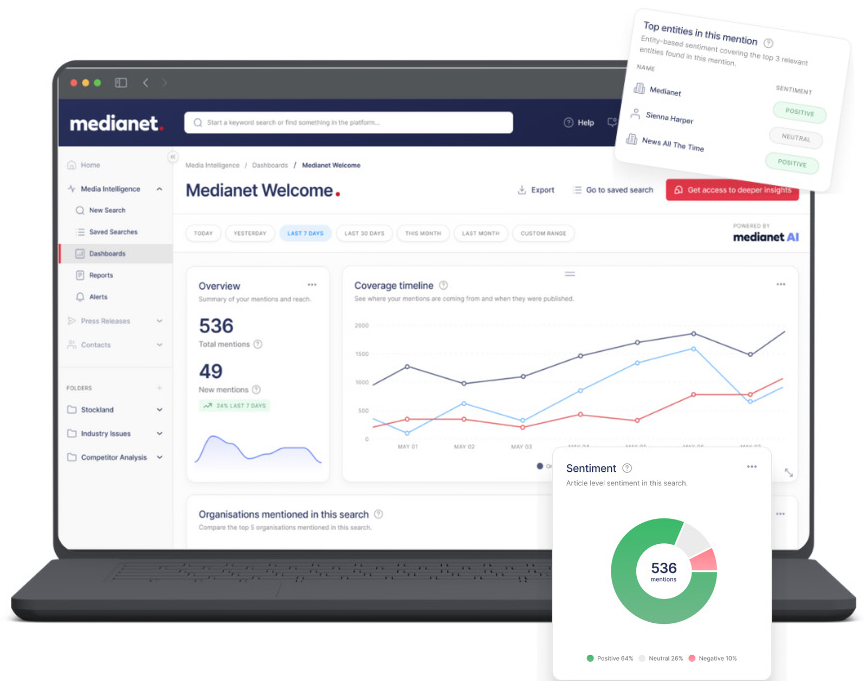 Top entities in this mention
Entity-based sentiment covering the top 3 relevant
entities found in this mention.
NAME
SENTIMENT
Medianet
POSITIVE
Sienna Harper
NEUTRAL
News All The Time
POSITIVE
medianet.
Start a keyword search or find something in the platform...
Help
Home
Media Intelligence
New Search
Saved Searches
Dashboards
Reports
Alerts
Press Releases
Contacts
FOLDERS
Stockland
Industry Issues
Competitor Analysis
Media Intelligence / Dashboards / Medianet Welcome
Medianet Welcome.
Export
Go to saved search
Get access to deeper insights
TODAY
YESTERDAY
LAST 7 DAYS
LAST 30 DAYS
THIS MONTH
LAST MONTH
CUSTOM RANGE
POWERED BY
medianet AI
Overview
Summary of your mentions and reach.
536
Total mentions
49
New mentions
24% LAST 7 DAYS
Coverage timeline
See where your mentions are coming from and when they were published.
2000
1500
1000
500
0
MAY 01
MAY 02
MAY 03
Organisations mentioned in this search
Compare the top 5 organisations mentioned in this search.
Sentiment
Article level sentiment in this search.
536
mentions
Positive 64%
Neutral 26%
Negative 10%